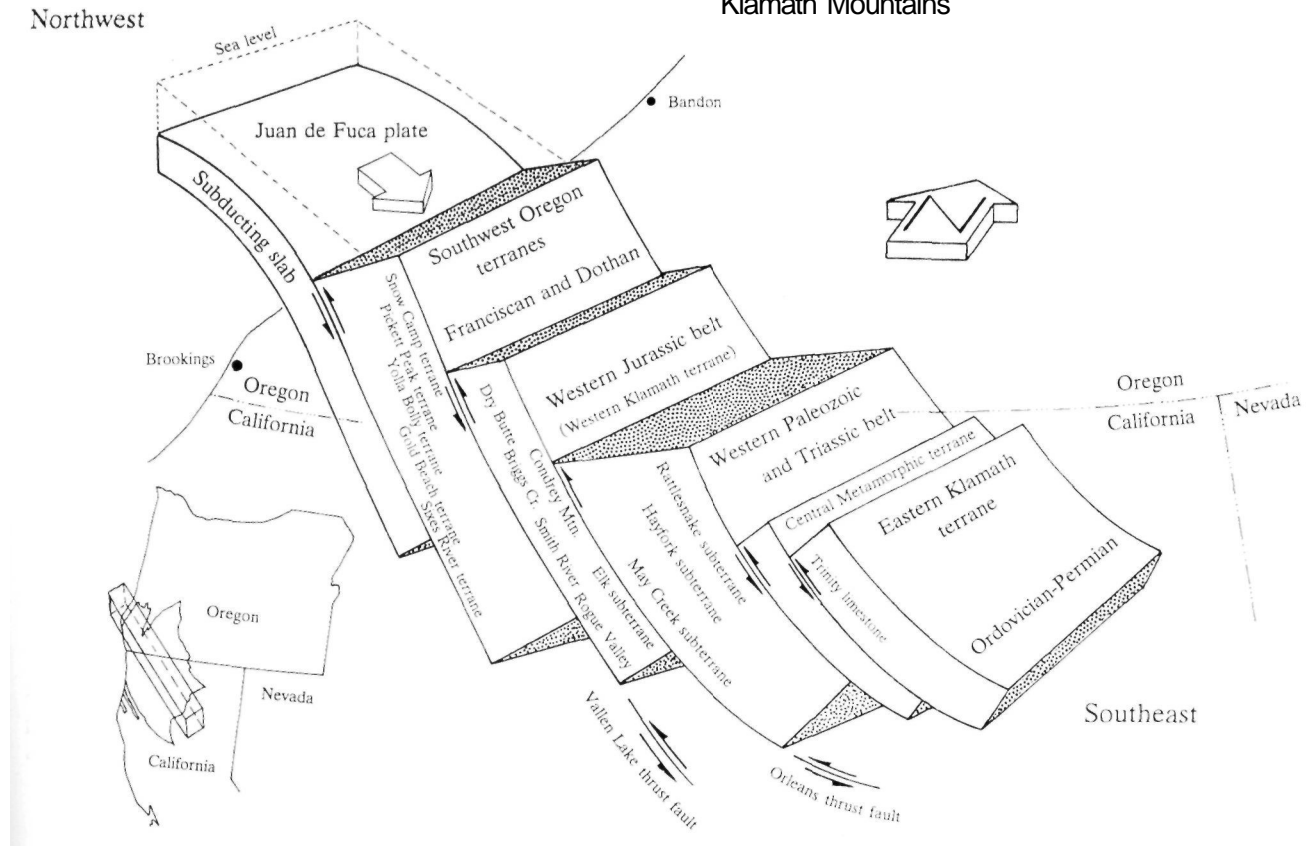 Klamath Mountains
Northwest
Sea level
Bandon
Juan de Fuca plate
Subducting slab
Southwest Oregon
terranes
Franciscan and Dothan
Snow Camp terrane
Pickett Peak terrane
Yolla Bolly terrane
Gold Beach terrane
Sixes River terrane
Brookings
Oregon
California
Western Jurassic belt
(Western Klamath terrane)
Dry Butte Briggs Cr. Smith River Rogue Valley
Condrey Mtn.
Elk subterrane
Western Paleozoic
and Triassic belt
Rattlesnake subterrane
Hayfork subterrane
May Creek subterrane
Central Metamorphic terrane
Trinity limestone
Eastern Klamath
terrane
Ordovician-Permian
Oregon
California
Nevada
Oregon
Nevada
California
Vallen Lake thrust fault
Orleans thrust fault
Southeast